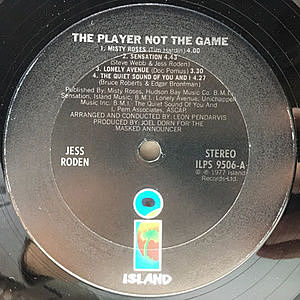 THE PLAYER NOT THE GAME
1. MISTY ROSES (Tim Hardin) 4.00
2. SENSATION 4.43
(Steve Webb & Jess Roden)
3. LONELY AVENUE (Doc Pomus) 3.30
4. THE QUIET SOUND OF YOU AND I 4.27
(Bruce Roberts & Edgar Bronfman)
Published By: Misty Roses, Hudson Bay Music Co. B.M.I.,
Sensation, Island Music B.M.I., Lonely Avenue, Unichappell
Music Inc. B.M.I.: The Quiet Sound Of You And
I, Pem Associates, ASCAP.
ARRANGED AND CONDUCTED BY: LEON PENDARVIS
PRODUCED BY: JOEL DORN FOR THE
MASKED ANNOUNCER
JESS
RODEN
STEREO
ILPS 9506-A
© ℗ 1977 Island
Records Ltd.
ISLAND